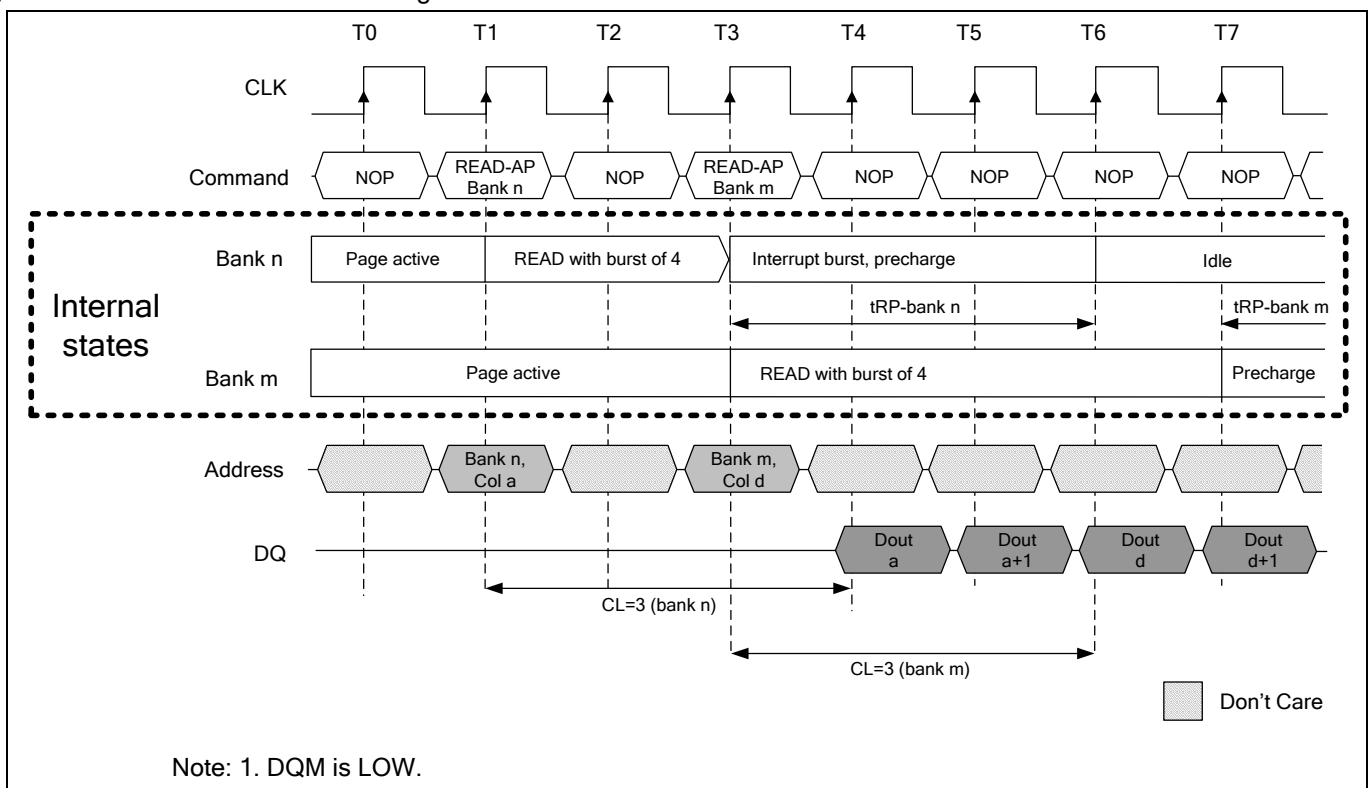 T0 T1 T2 T3 T4 T5 T6 T7
CLK
Command NOP READ-AP Bank n NOP READ-AP Bank m NOP NOP NOP NOP
Bank n Page active READ with burst of 4 Interrupt burst, precharge Idle
Internal
states
tRP-bank n tRP-bank m
Bank m Page active READ with burst of 4 Precharge
Address Bank n, Col a Bank m, Col d
DQ Dout a Dout a+1 Dout d Dout d+1
CL=3 (bank n)
CL=3 (bank m)
Don't Care
Note: 1. DQM is LOW.